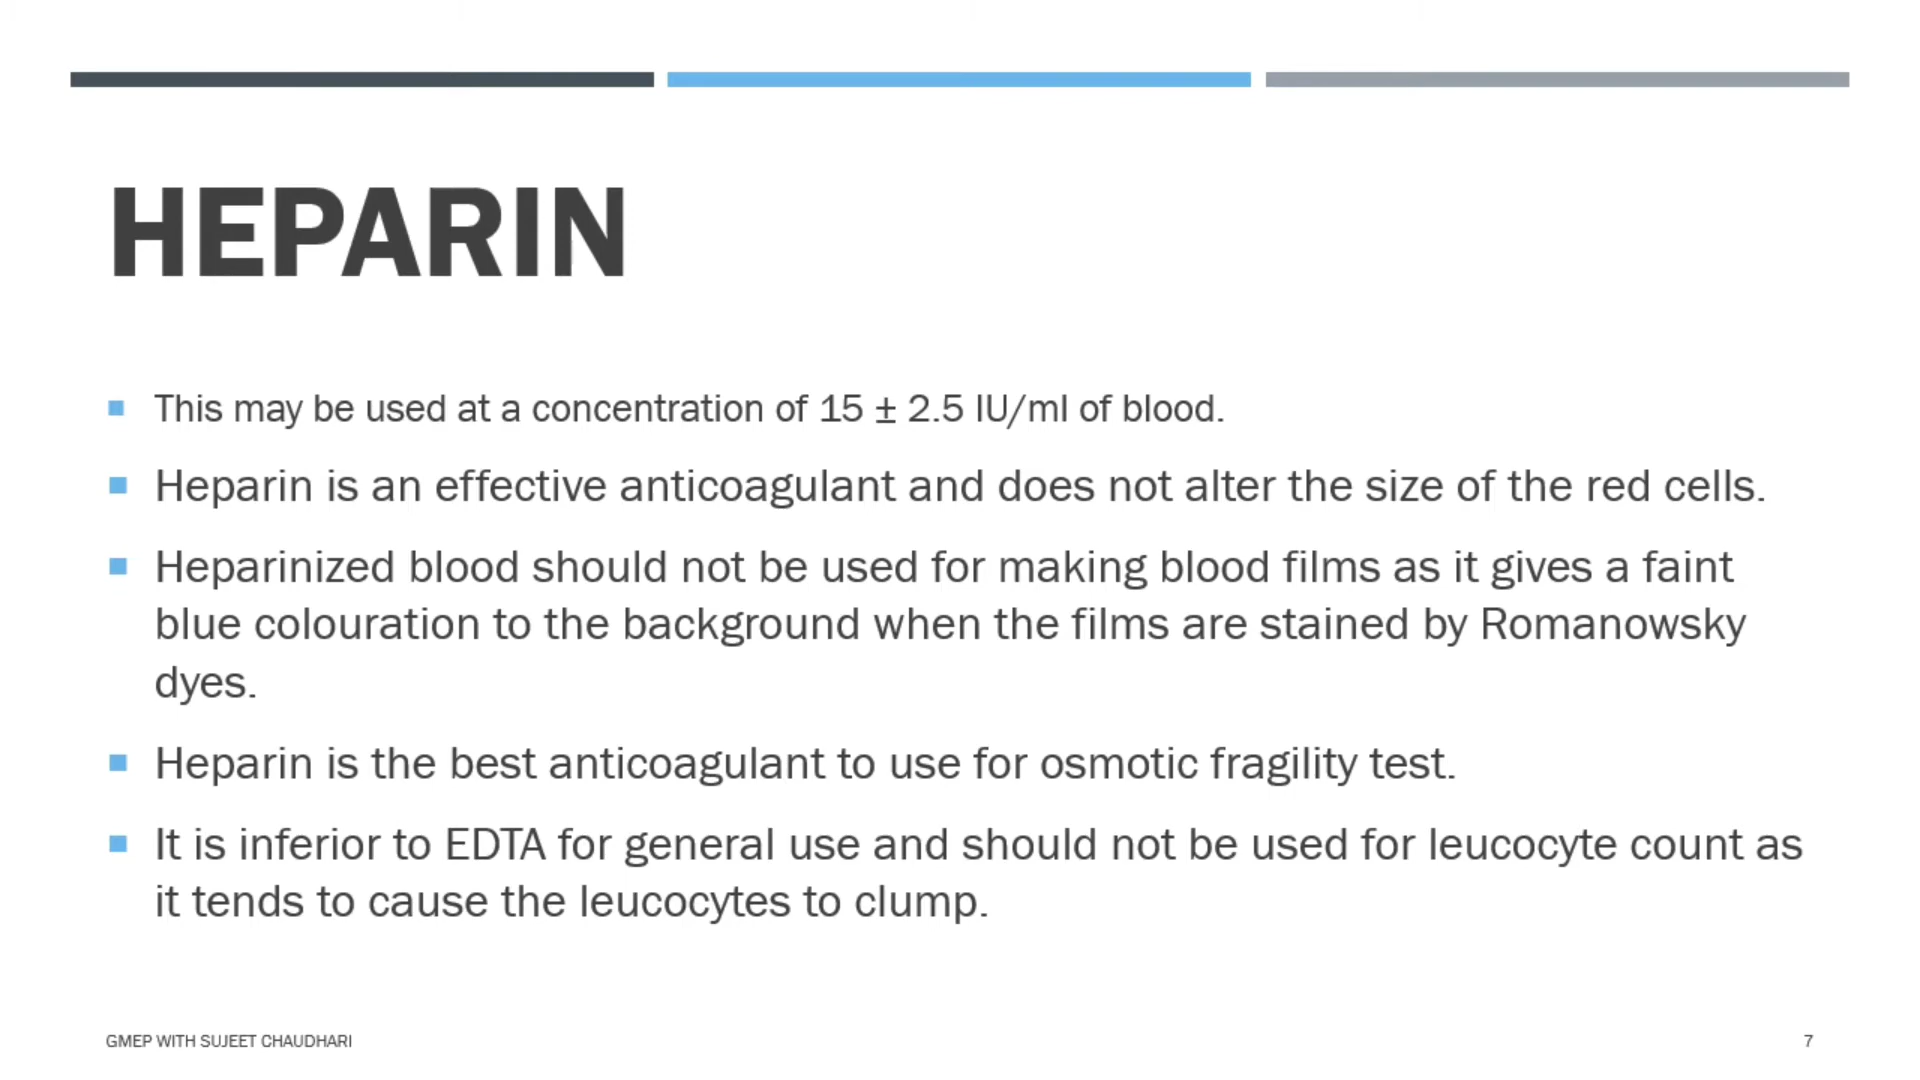 HEPARIN
This may be used at a concentration of 15 ± 2.5 IU/ml of blood.
Heparin is an effective anticoagulant and does not alter the size of the red cells.
Heparinized blood should not be used for making blood films as it gives a faint
blue colouration to the background when the films are stained by Romanowsky
dyes.
Heparin is the best anticoagulant to use for osmotic fragility test.
It is inferior to EDTA for general use and should not be used for leucocyte count as
it tends to cause the leucocytes to clump.
GMEP WITH SUJEET CHAUDHARI
7